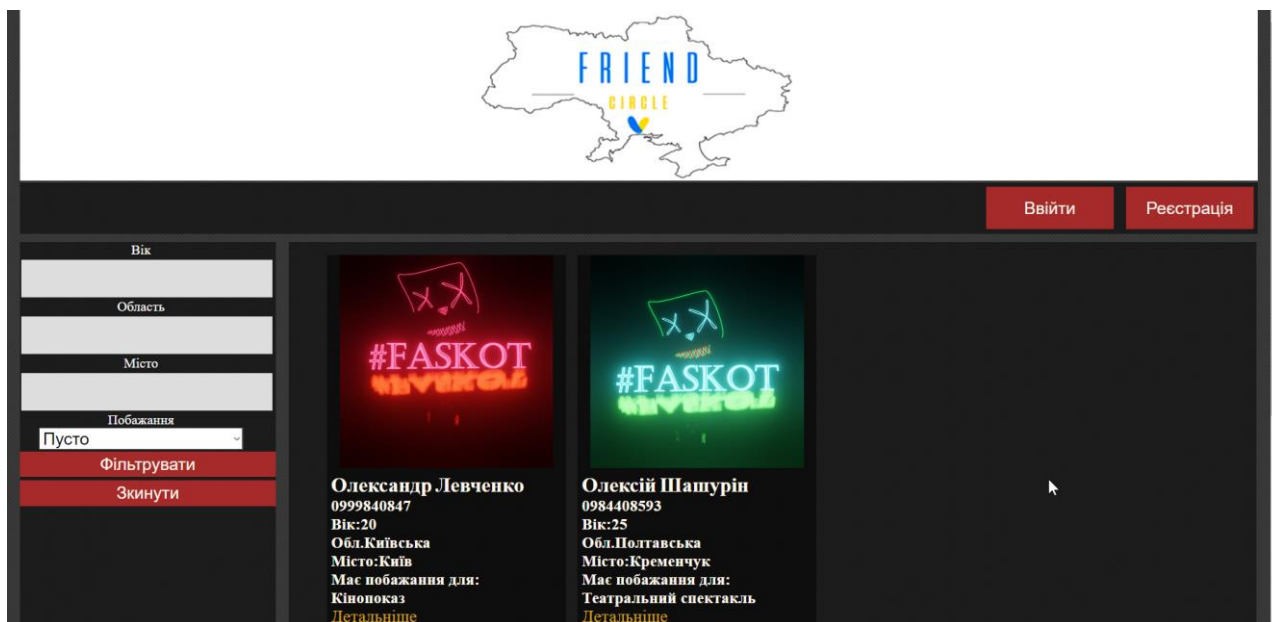 FRIEND
CIRCLE
Ввійти
Реєстрація
Вік
Область
Місто
Побажання
Пусто
Фільтрувати
Зкинути
#FASKOT
Олександр Левченко
0999840847
Вік:20
Обл.Київська
Місто:Київ
Має побажання для:
Кінопоказ
Детальніше
#FASKOT
Олексій Шашурін
0984408593
Вік:25
Обл.Полтавська
Місто:Кременчук
Має побажання для:
Театральний спектакль
Детальніше